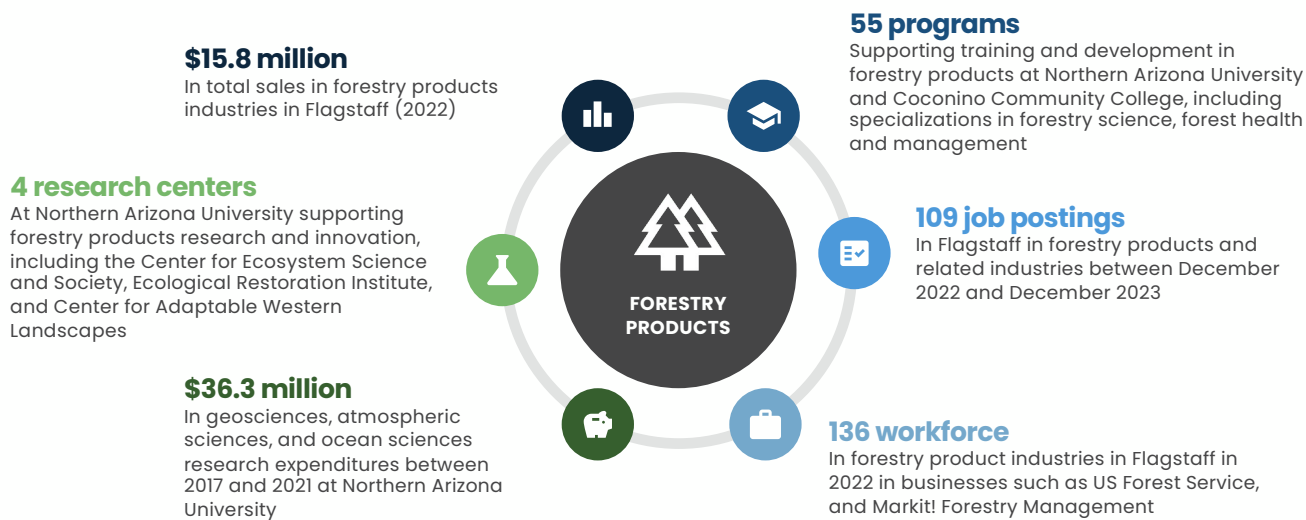 $15.8 million
In total sales in forestry products
industries in Flagstaff (2022)
55 programs
Supporting training and development in
forestry products at Northern Arizona University
and Coconino Community College, including
specializations in forestry science, forest health
and management
4 research centers
At Northern Arizona University supporting
forestry products research and innovation,
including the Center for Ecosystem Science
and Society, Ecological Restoration Institute,
and Center for Adaptable Western
Landscapes
109 job postings
In Flagstaff in forestry products and
related industries between December
2022 and December 2023
FORESTRY
PRODUCTS
$36.3 million
In geosciences, atmospheric
sciences, and ocean sciences
research expenditures between
2017 and 2021 at Northern Arizona
University
136 workforce
In forestry product industries in Flagstaff in
2022 in businesses such as US Forest Service,
and Markit! Forestry Management